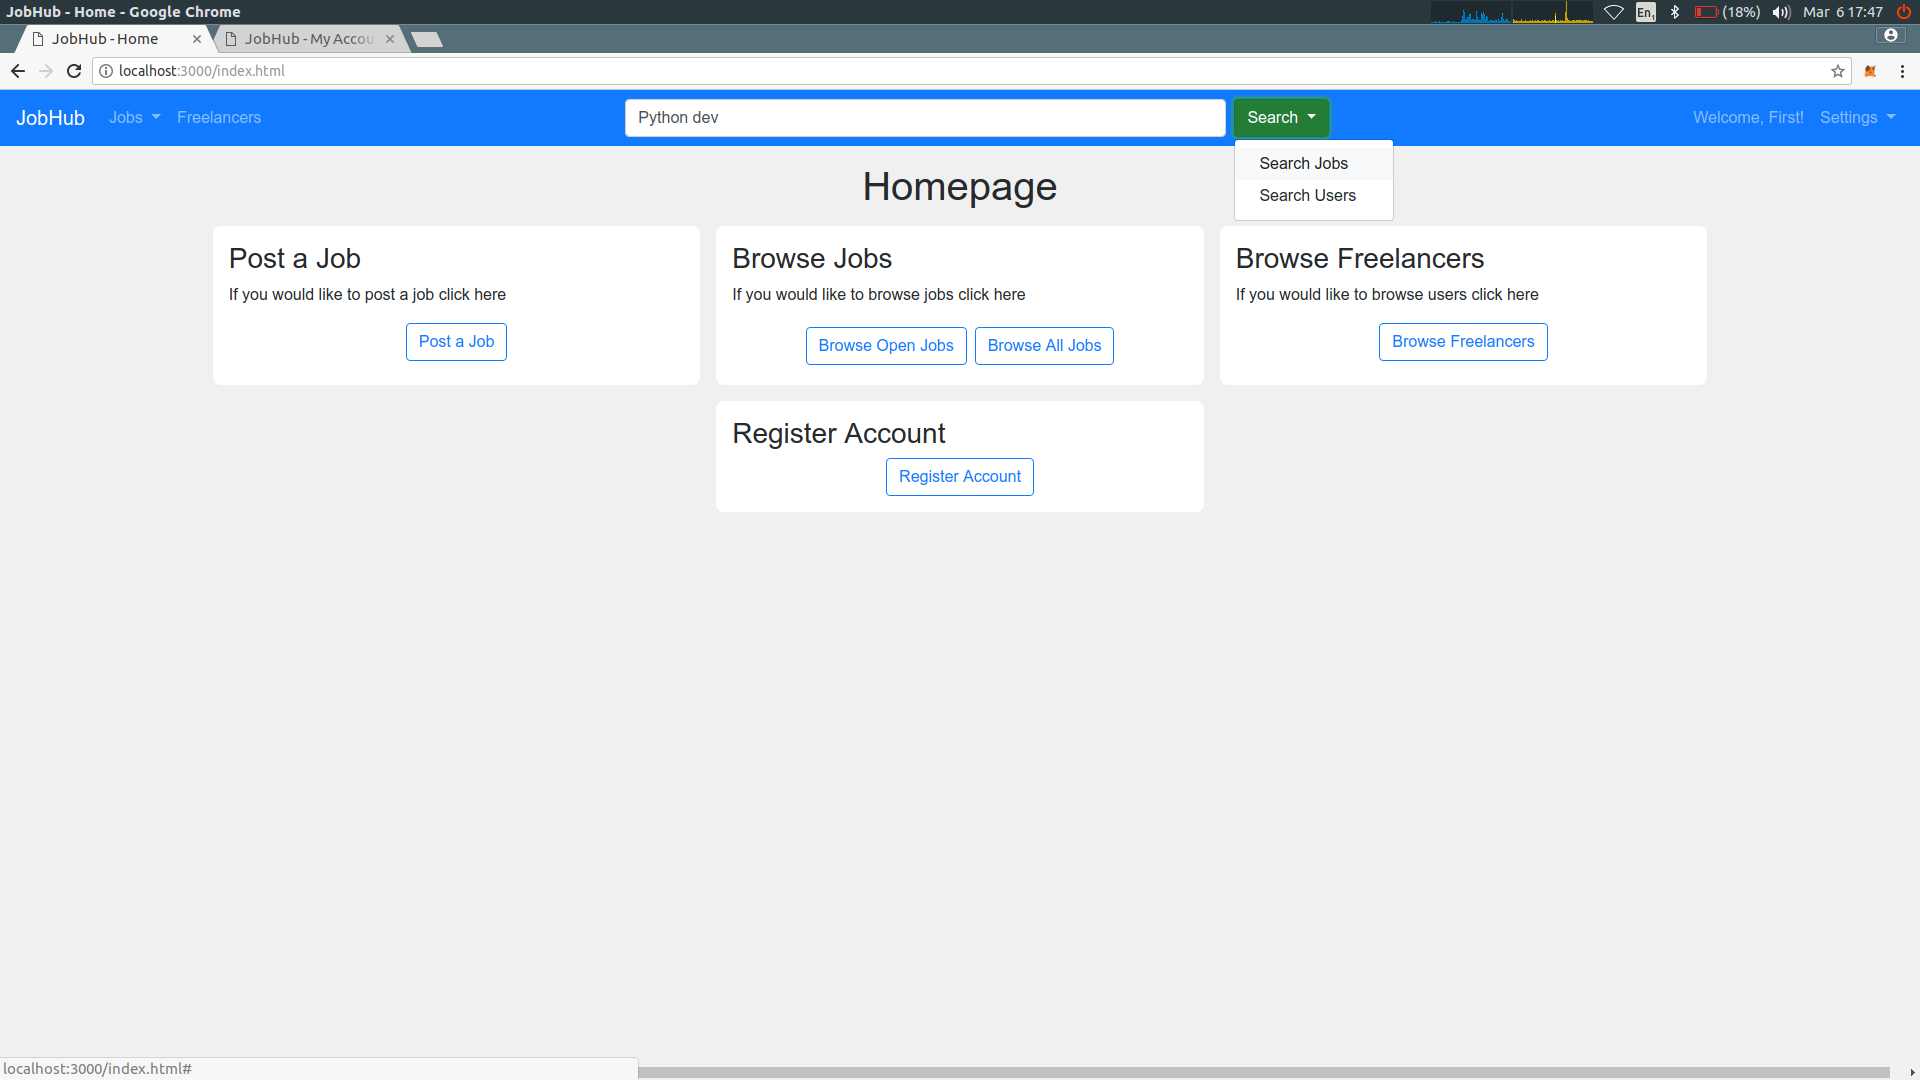 JobHub - Home - Google Chrome
En1
(18%)
Mar 6 17:47
JobHub - Home
JobHub - My Accou
localhost:3000/index.html
JobHub
Jobs
Freelancers
Python dev
Search
Welcome, First!
Settings
Search Jobs
Search Users
Homepage
Post a Job
If you would like to post a job click here
Post a Job
Browse Jobs
If you would like to browse jobs click here
Browse Open Jobs
Browse All Jobs
Browse Freelancers
If you would like to browse users click here
Browse Freelancers
Register Account
Register Account
localhost:3000/index.html#